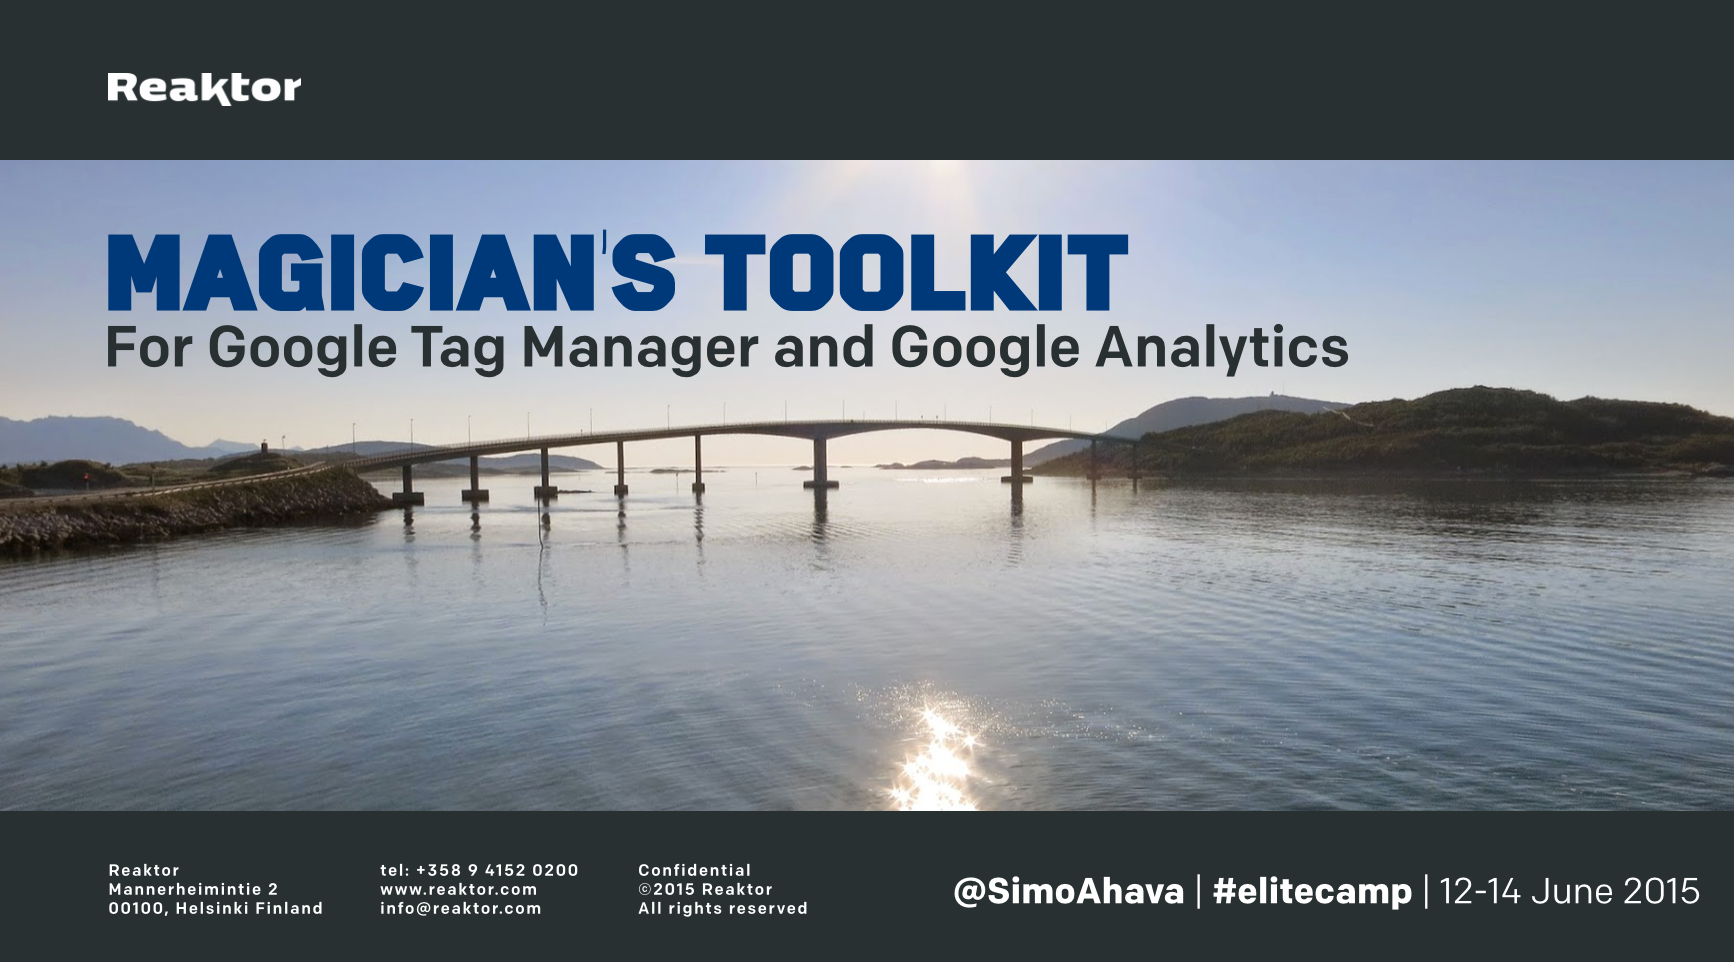 Reaktor
MAGICIAN'S TOOLKIT
For Google Tag Manager and Google Analytics
Reaktor
Mannerheimintie 2
00100, Helsinki Finland
tel: +358 9 4152 0200
www.reaktor.com
info@reaktor.com
Confidential
©2015 Reaktor
All rights reserved
@SimoAhava | #elitecamp | 12-14 June 2015